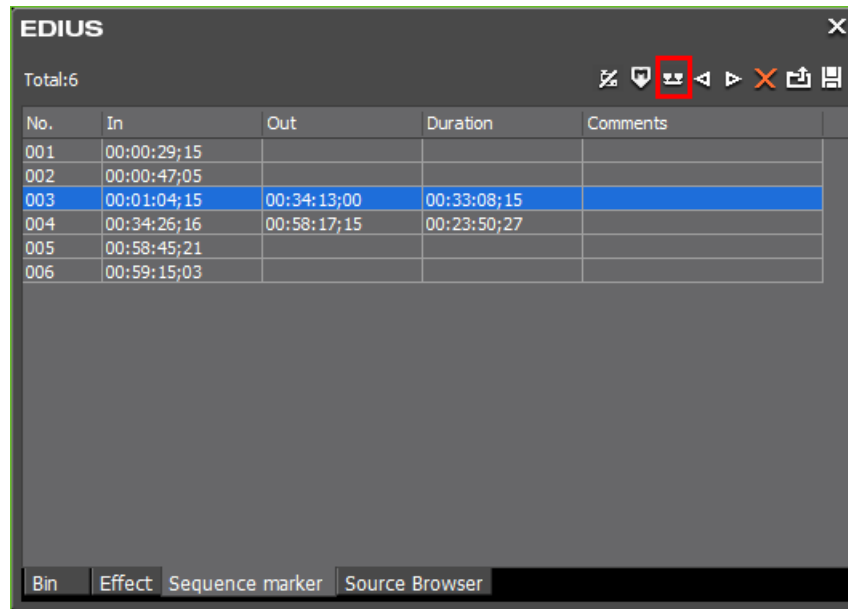 EDIUS
Total:6
No. In Out Duration Comments
001 00:00:29;15
002 00:00:47;05
003 00:01:04;15 00:34:13;00 00:33:08;15
004 00:34:26;16 00:58:17;15 00:23:50;27
005 00:58:45;21
006 00:59:15;03
Bin Effect Sequence marker Source Browser